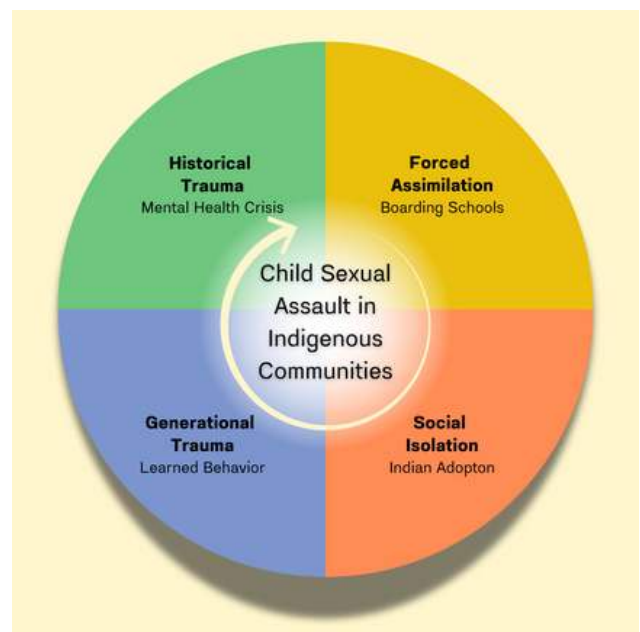 Historical
Trauma
Mental Health Crisis
Forced
Assimilation
Boarding Schools
Child Sexual
Assault in
Indigenous
Communities
Generational
Trauma
Learned Behavior
Social
Isolation
Indian Adopton